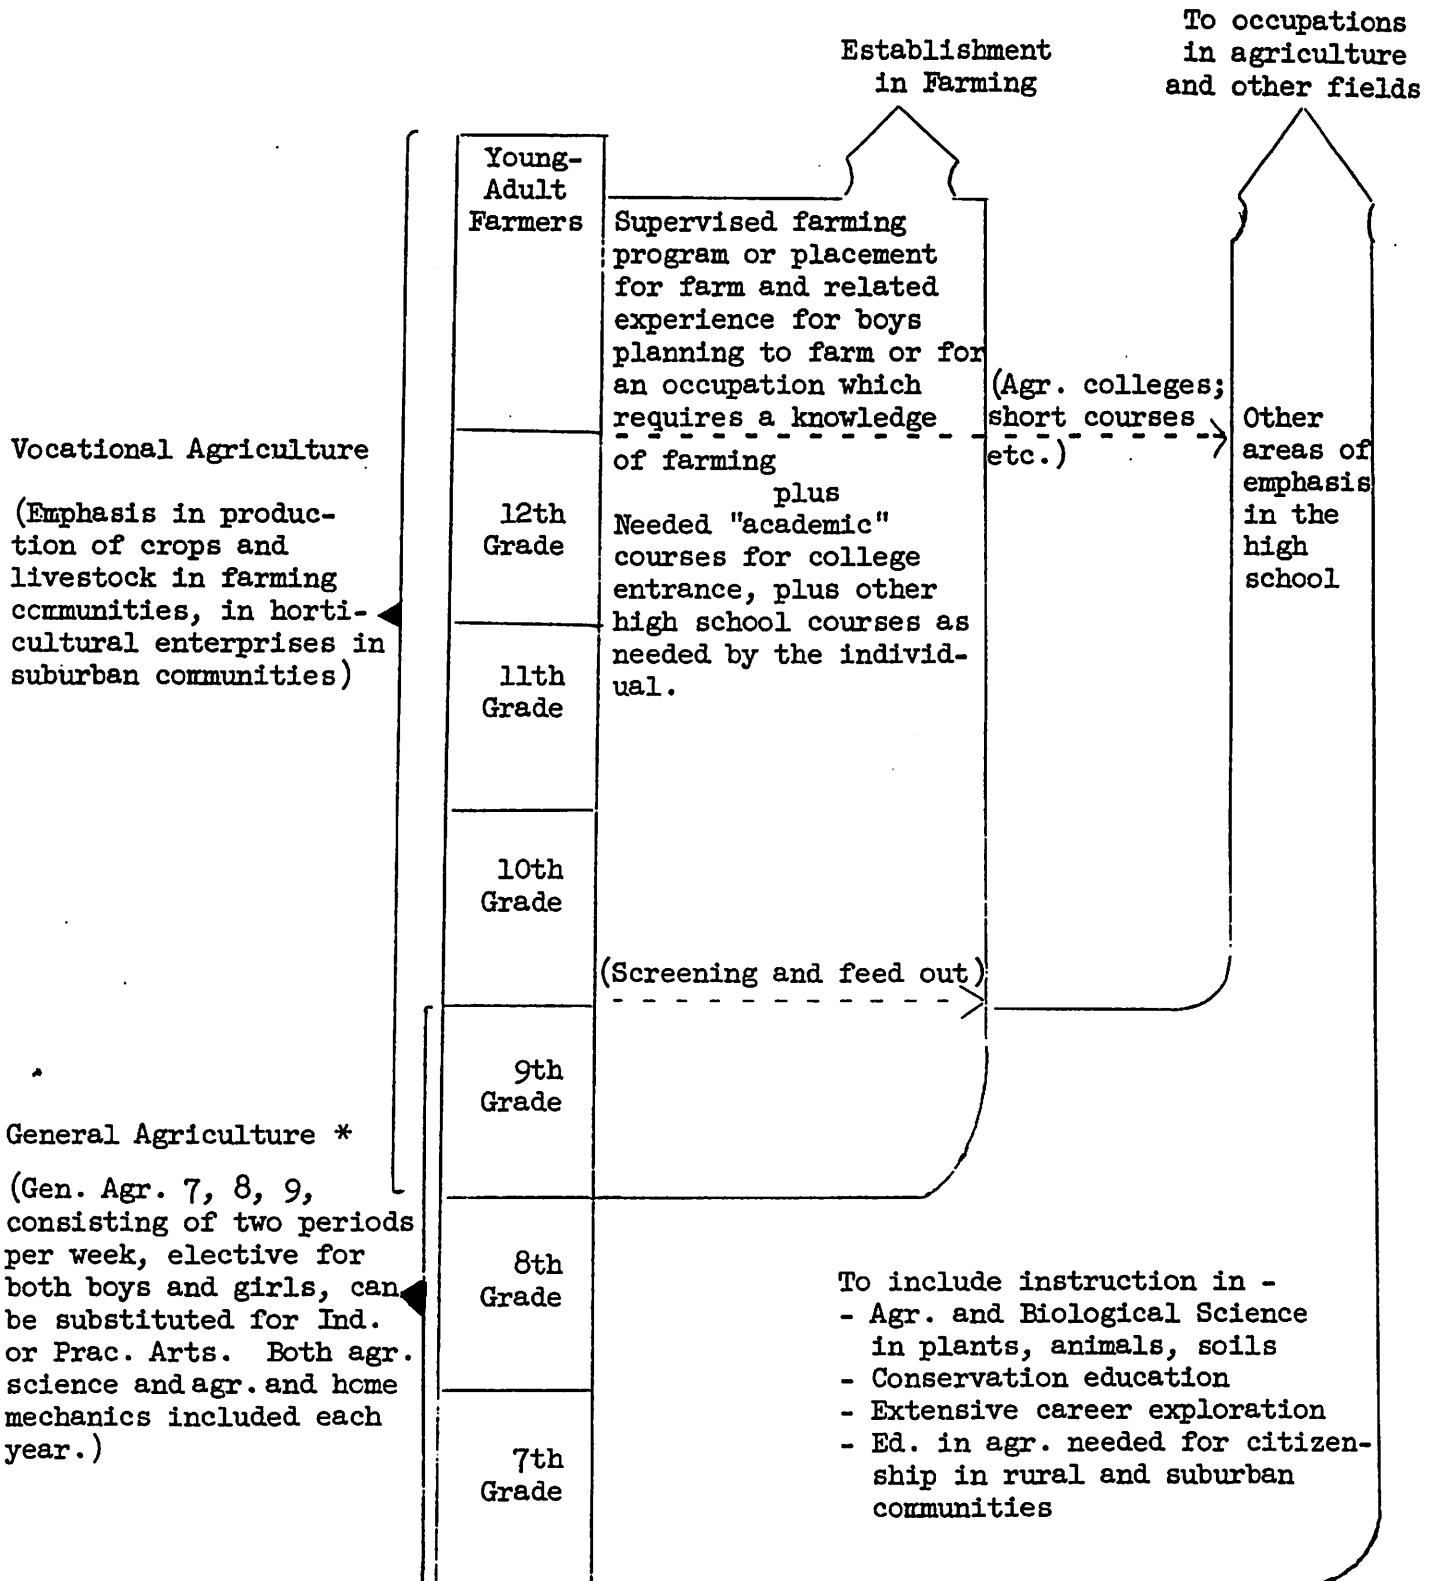 To occupations
in agriculture
and other fields
Establishment
in Farming
Young-
Adult
Farmers
Supervised farming
program or placement
for farm and related
experience for boys
planning to farm or for
an occupation which
requires a knowledge
of farming
plus
Needed "academic"
courses for college
entrance, plus other
high school courses as
needed by the individ-
ual.
(Agr. colleges;
short courses
etc.)
Other
areas of
emphasis
in the
high
school
Vocational Agriculture
(Emphasis in produc-
tion of crops and
livestock in farming
communities, in horti-
cultural enterprises in
suburban communities)
12th
Grade
11th
Grade
10th
Grade
(Screening and feed out)
9th
Grade
General Agriculture *
(Gen. Agr. 7, 8, 9,
consisting of two periods
per week, elective for
both boys and girls, can
be substituted for Ind.
or Prac. Arts. Both agr.
science and agr. and home
mechanics included each
year.)
8th
Grade
7th
Grade
To include instruction in -
- Agr. and Biological Science
in plants, animals, soils
- Conservation education
- Extensive career exploration
- Ed. in agr. needed for citizen-
ship in rural and suburban
communities